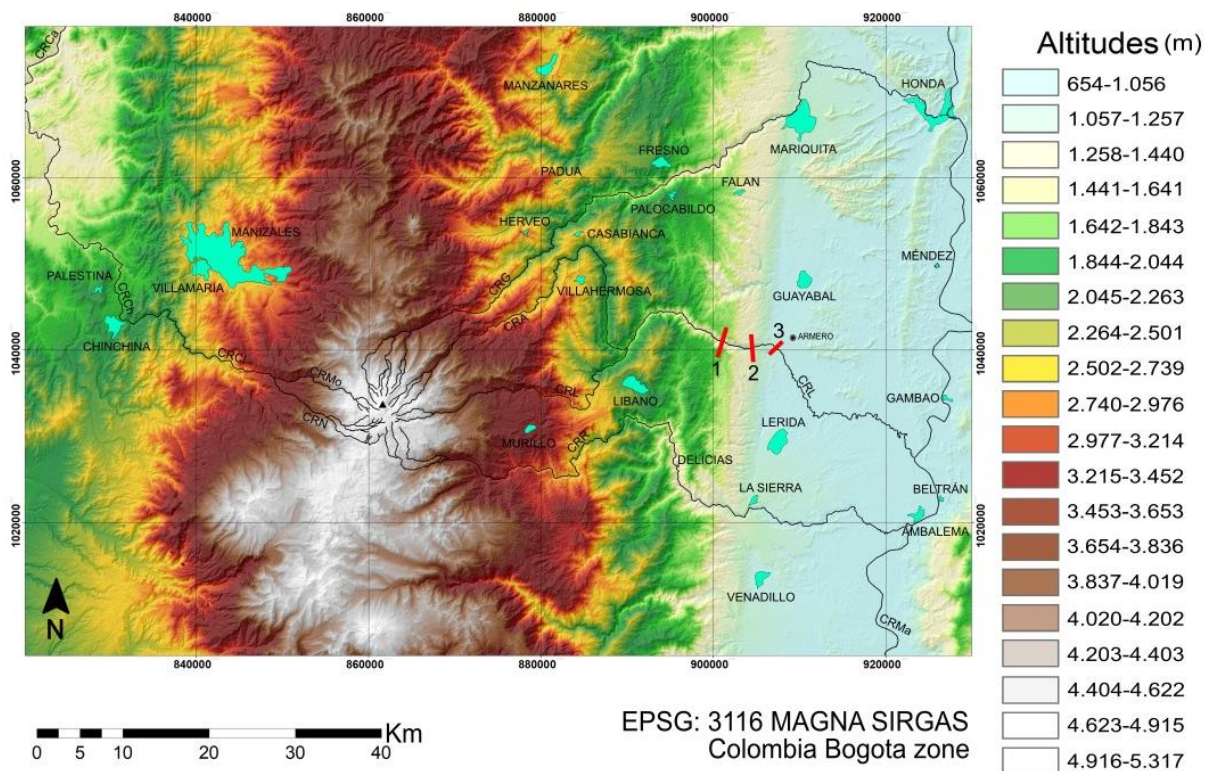 840000 860000 880000 900000 920000
Altitudes (m)
CRCa
MANZANARES
HONDA
654-1.056
MARIQUITA
1.057-1.257
FRESNO
1.258-1.440
PADUA
1060000
1060000
FALAN
1.441-1.641
PALOCABILDO
HERVEO
CASABIANCA
1.642-1.843
MANIZALES
MÉNDEZ
1.844-2.044
PALESTINA
CRCh
VILLAMARIA
CRG
VILLAHERMOSA
GUAYABAL
2.045-2.263
CRA
3
ARMERO
2.264-2.501
CHINCHINA
1040000
1040000
1
2
2.502-2.739
CRMo
CRL
CRL
GAMBAO
2.740-2.976
CRN
LIBANO
LERIDA
2.977-3.214
MURILLO
DELICIAS
3.215-3.452
LA SIERRA
BELTRÁN
3.453-3.653
1020000
1020000
AMBALEMA
3.654-3.836
VENADILLO
3.837-4.019
N
CRMa
4.020-4.202
840000 860000 880000 900000 920000
4.203-4.403
4.404-4.622
EPSG: 3116 MAGNA SIRGAS
Km
4.623-4.915
0 5 10 20 30 40
Colombia Bogota zone
4.916-5.317